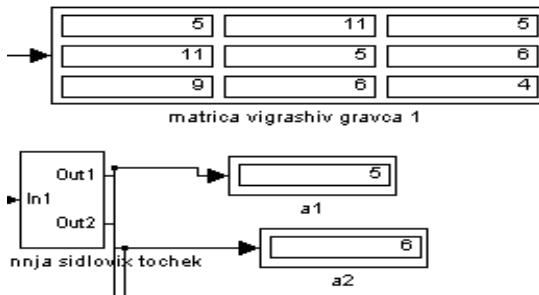 5 11 5
11 5 6
9 6 4
matrica vigrashiv gravca 1
Out1
5
In1
a1
Out2
6
nnja sidlovix tochek
a2